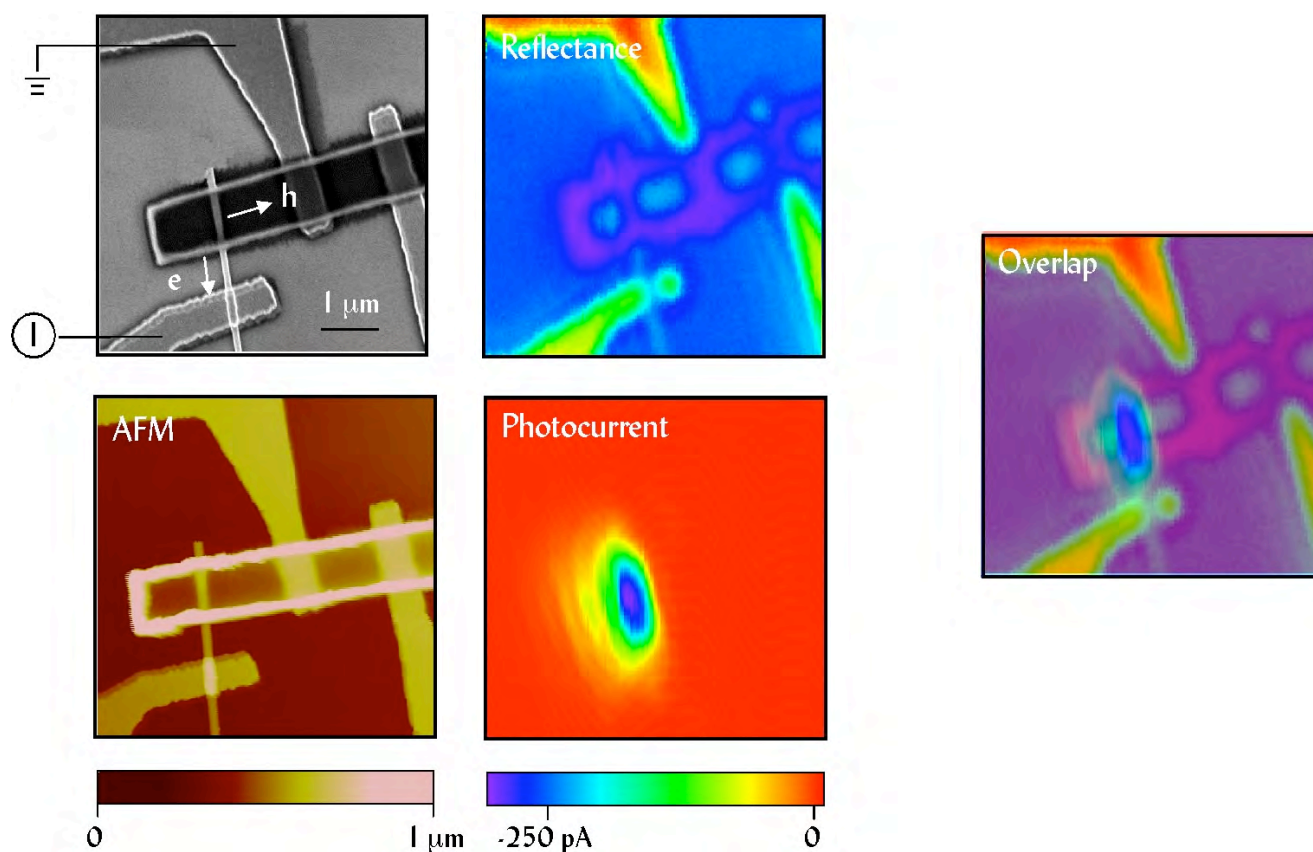 Reflectance
h
e
1 μm
I
Overlap
AFM
Photocurrent
0
1 μm
-250 pA
0